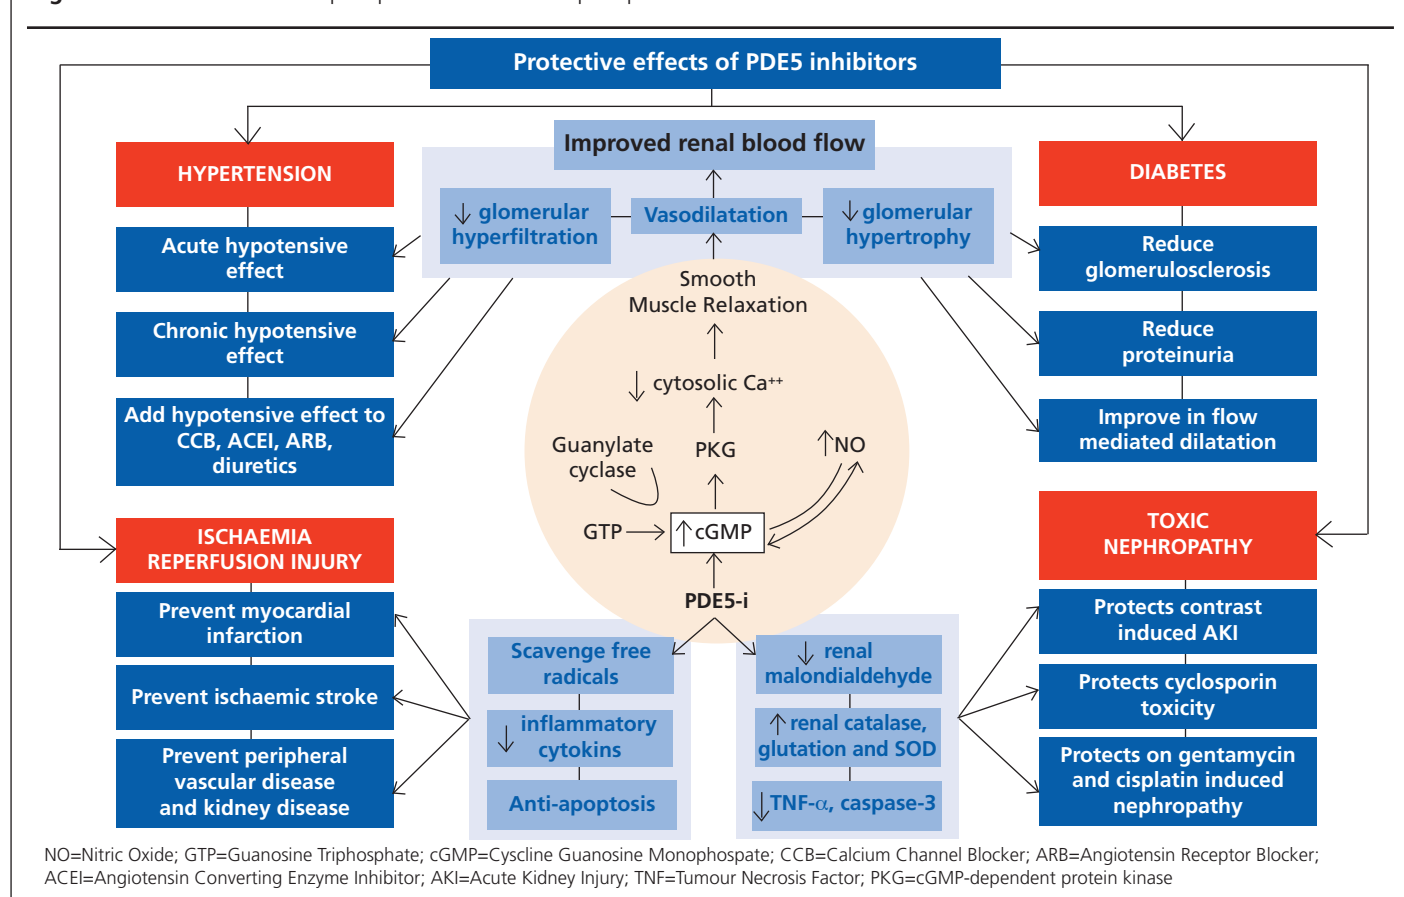 Protective effects of PDE5 inhibitors
Improved renal blood flow
HYPERTENSION
Acute hypotensive
effect
Chronic hypotensive
effect
Add hypotensive effect to
CCB, ACEI, ARB,
diuretics
↓ glomerular
hyperfiltration
Vasodilatation
↓ glomerular
hypertrophy
DIABETES
Reduce
glomerulosclerosis
Reduce
proteinuria
Improve in flow
mediated dilatation
Smooth
Muscle Relaxation
↓ cytosolic Ca++
Guanylate
cyclase
PKG
↑NO
GTP
↑cGMP
PDE5-i
ISCHAEMIA
REPERFUSION INJURY
Prevent myocardial
infarction
Prevent ischaemic stroke
Prevent peripheral
vascular disease
and kidney disease
Scavenge free
radicals
↓ inflammatory
cytokins
Anti-apoptosis
↓ renal
malondialdehyde
↑ renal catalase,
glutation and SOD
↓TNF-α, caspase-3
TOXIC
NEPHROPATHY
Protects contrast
induced AKI
Protects cyclosporin
toxicity
Protects on gentamycin
and cisplatin induced
nephropathy
NO=Nitric Oxide; GTP=Guanosine Triphosphate; cGMP=Cyscline Guanosine Monophospate; CCB=Calcium Channel Blocker; ARB=Angiotensin Receptor Blocker;
ACEI=Angiotensin Converting Enzyme Inhibitor; AKI=Acute Kidney Injury; TNF=Tumour Necrosis Factor; PKG=cGMP-dependent protein kinase